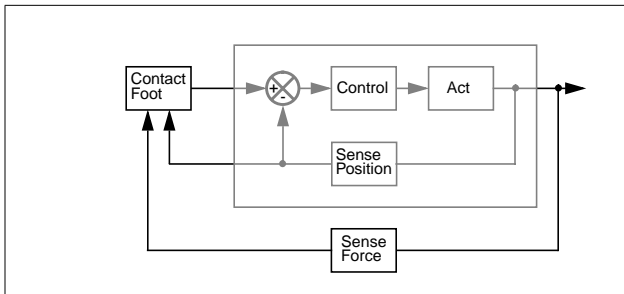 Contact
Foot
+
-
Control
Act
Sense
Position
Sense
Force